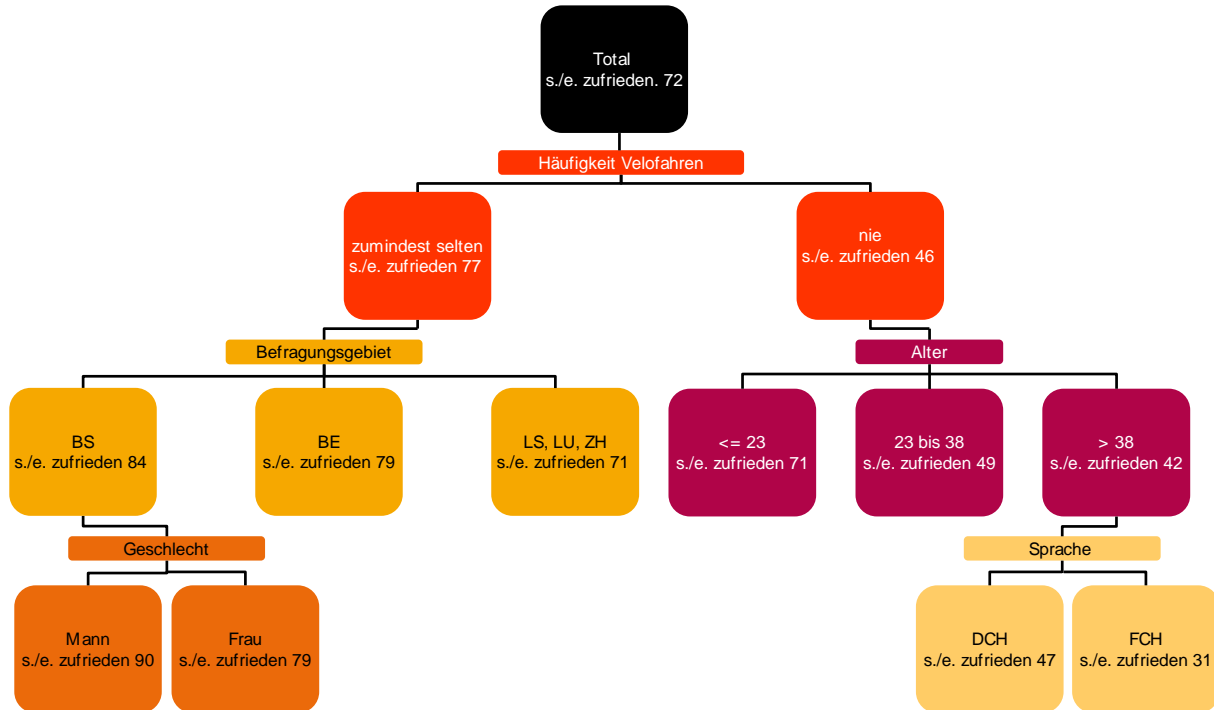 Total
s./e. zufrieden. 72
Häufigkeit Velofahren
zumindest selten
s./e. zufrieden 77
nie
s./e. zufrieden 46
Befragungsgebiet
Alter
BS
s./e. zufrieden 84
BE
s./e. zufrieden 79
LS, LU, ZH
s./e. zufrieden 71
<= 23
s./e. zufrieden 71
23 bis 38
s./e. zufrieden 49
> 38
s./e. zufrieden 42
Geschlecht
Sprache
Mann
s./e. zufrieden 90
Frau
s./e. zufrieden 79
DCH
s./e. zufrieden 47
FCH
s./e. zufrieden 31